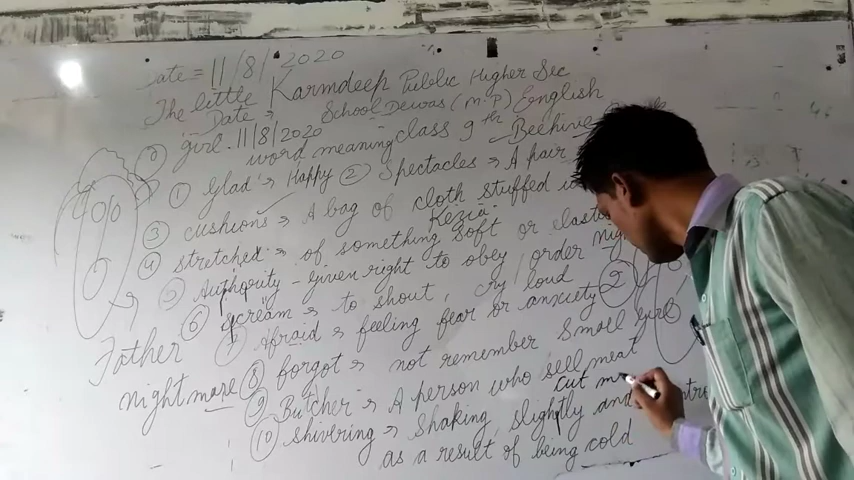 Date = 11/8/2020
The little Karmdeep Public Higher Sec
Date = School Dewas (M.P) English
girl. 11/8/2020 class 9th Beehive
word meaning
① Glad = Happy ② Spectacles = A pair
③ cushions = A bag of cloth stuffed
Kezia
④ stretched = of something soft or elastic
⑤ Authority - given right to obey / order
⑥ scream = to shout, cry loud
⑦ Afraid = feeling fear or anxiety ②
Father ⑧ forgot = not remember Small girl
nightmare ⑨ Butcher = A person who sell meat
cut
⑩ shivering = shaking slightly and
as a result of being cold